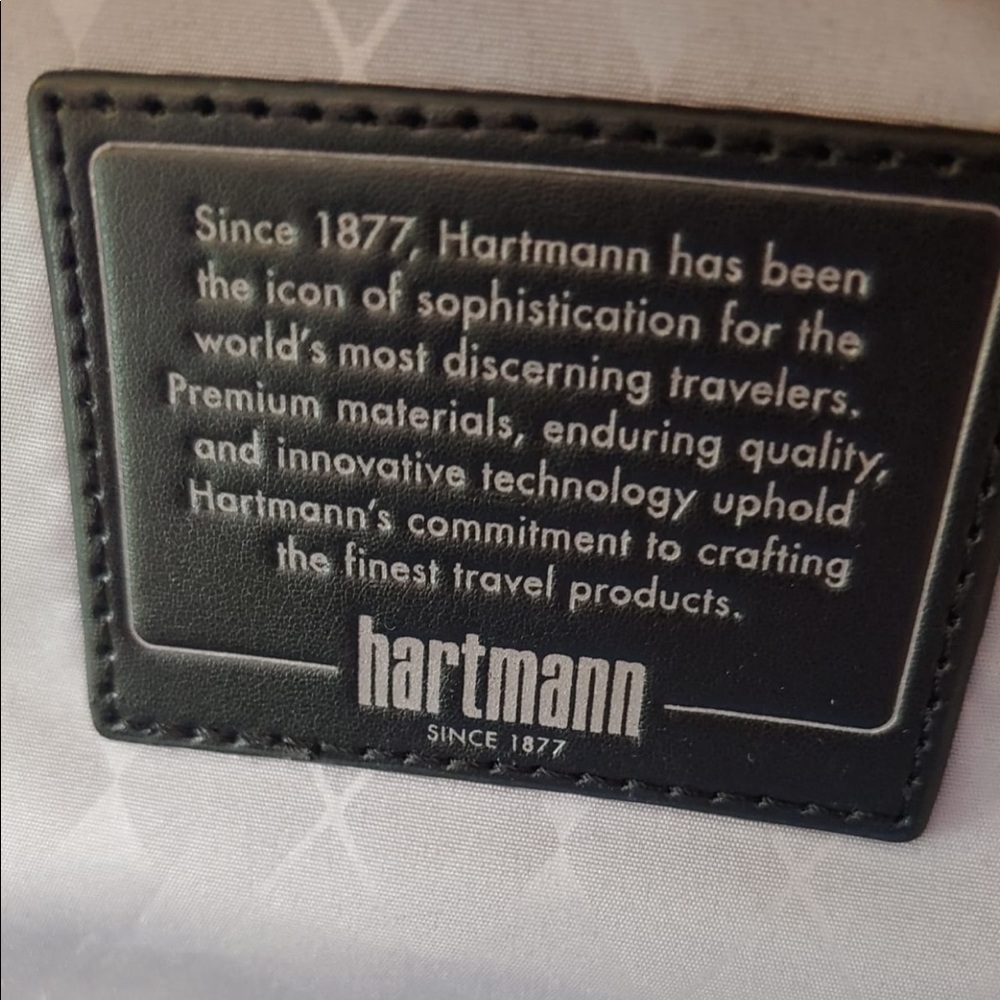 Since 1877, Hartmann has been
the icon of sophistication for the
world's most discerning travelers.
Premium materials, enduring quality,
and innovative technology uphold
Hartmann's commitment to crafting
the finest travel products.
hartmann
SINCE 1877